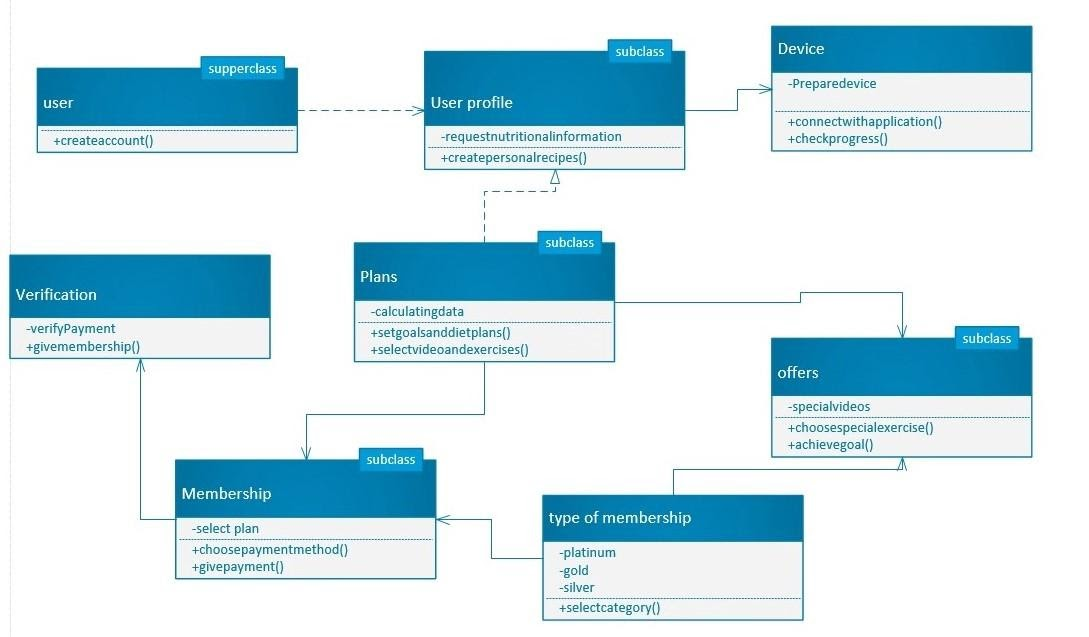 supperclass
user
+createaccount()
subclass
User profile
-requestnutritionalinformation
+createpersonalrecipes()
Device
-Preparedevice
+connectwithapplication()
+checkprogress()
Verification
-verifyPayment
+givemembership()
subclass
Plans
-calculatingdata
+setgoalsanddietplans()
+selectvideoandexercises()
subclass
offers
-specialvideos
+choosespecialexercise()
+achievegoal()
subclass
Membership
-select plan
+choosepaymentmethod()
+givepayment()
type of membership
-platinum
-gold
-silver
+selectcategory()